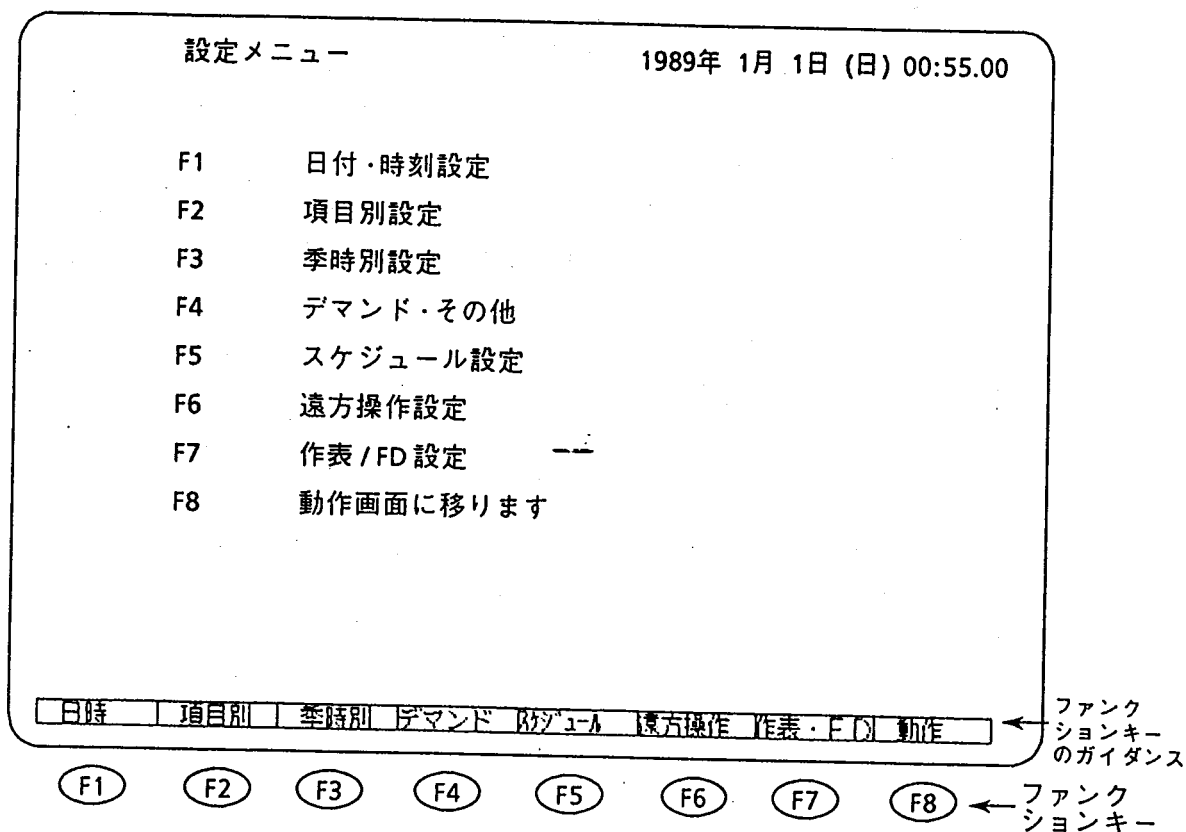 設定メニュー 1989年 1月 1日 (日) 00:55.00
F1 日付・時刻設定
F2 項目別設定
F3 季時別設定
F4 デマンド・その他
F5 スケジュール設定
F6 遠方操作設定
F7 作表/FD設定
F8 動作画面に移ります
日時 項目別 季時別 デマンド ｽｹｼﾞｭｰﾙ 遠方操作 作表・FD 動作
ファンク
ションキー
のガイダンス
F1 F2 F3 F4 F5 F6 F7 F8
ファンク
ションキー